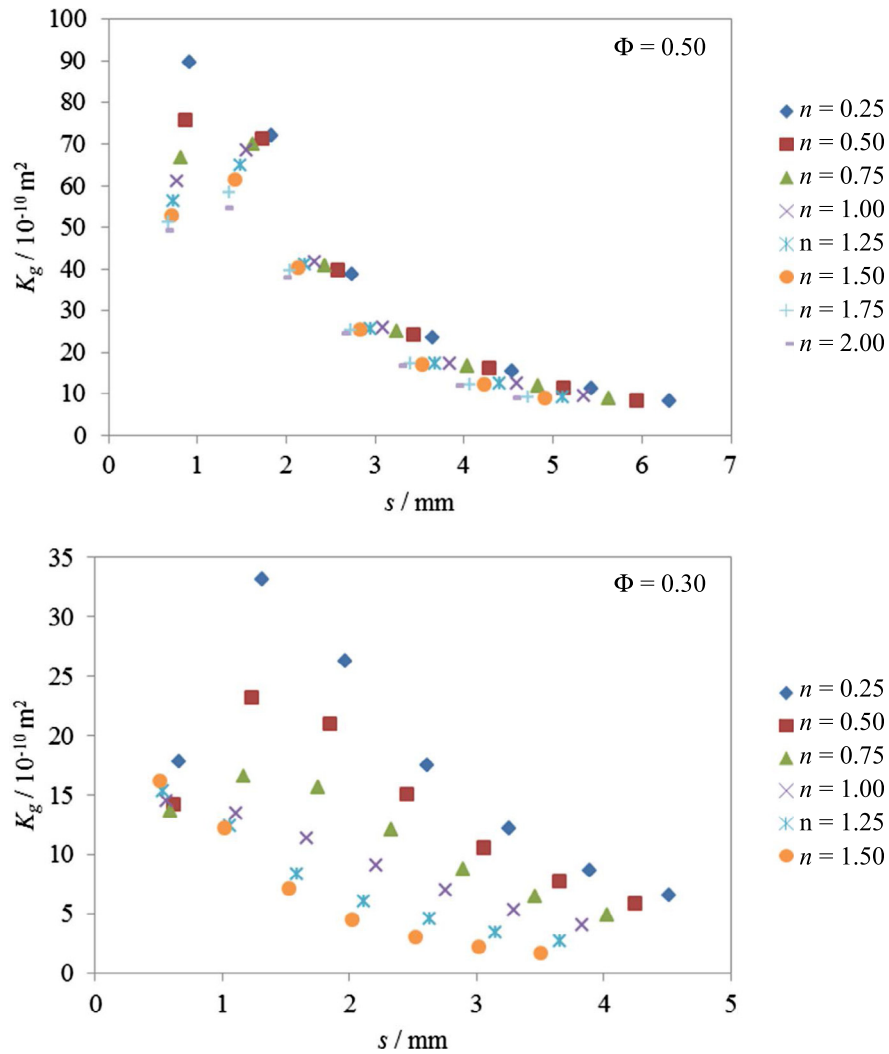 100
90
80
70
60
50
40
30
20
10
0
K_g / 10^-10 m^2
Φ = 0.50
0 1 2 3 4 5 6 7
s / mm
n = 0.25
n = 0.50
n = 0.75
n = 1.00
n = 1.25
n = 1.50
n = 1.75
n = 2.00
35
30
25
20
15
10
5
0
K_g / 10^-10 m^2
Φ = 0.30
0 1 2 3 4 5
s / mm
n = 0.25
n = 0.50
n = 0.75
n = 1.00
n = 1.25
n = 1.50